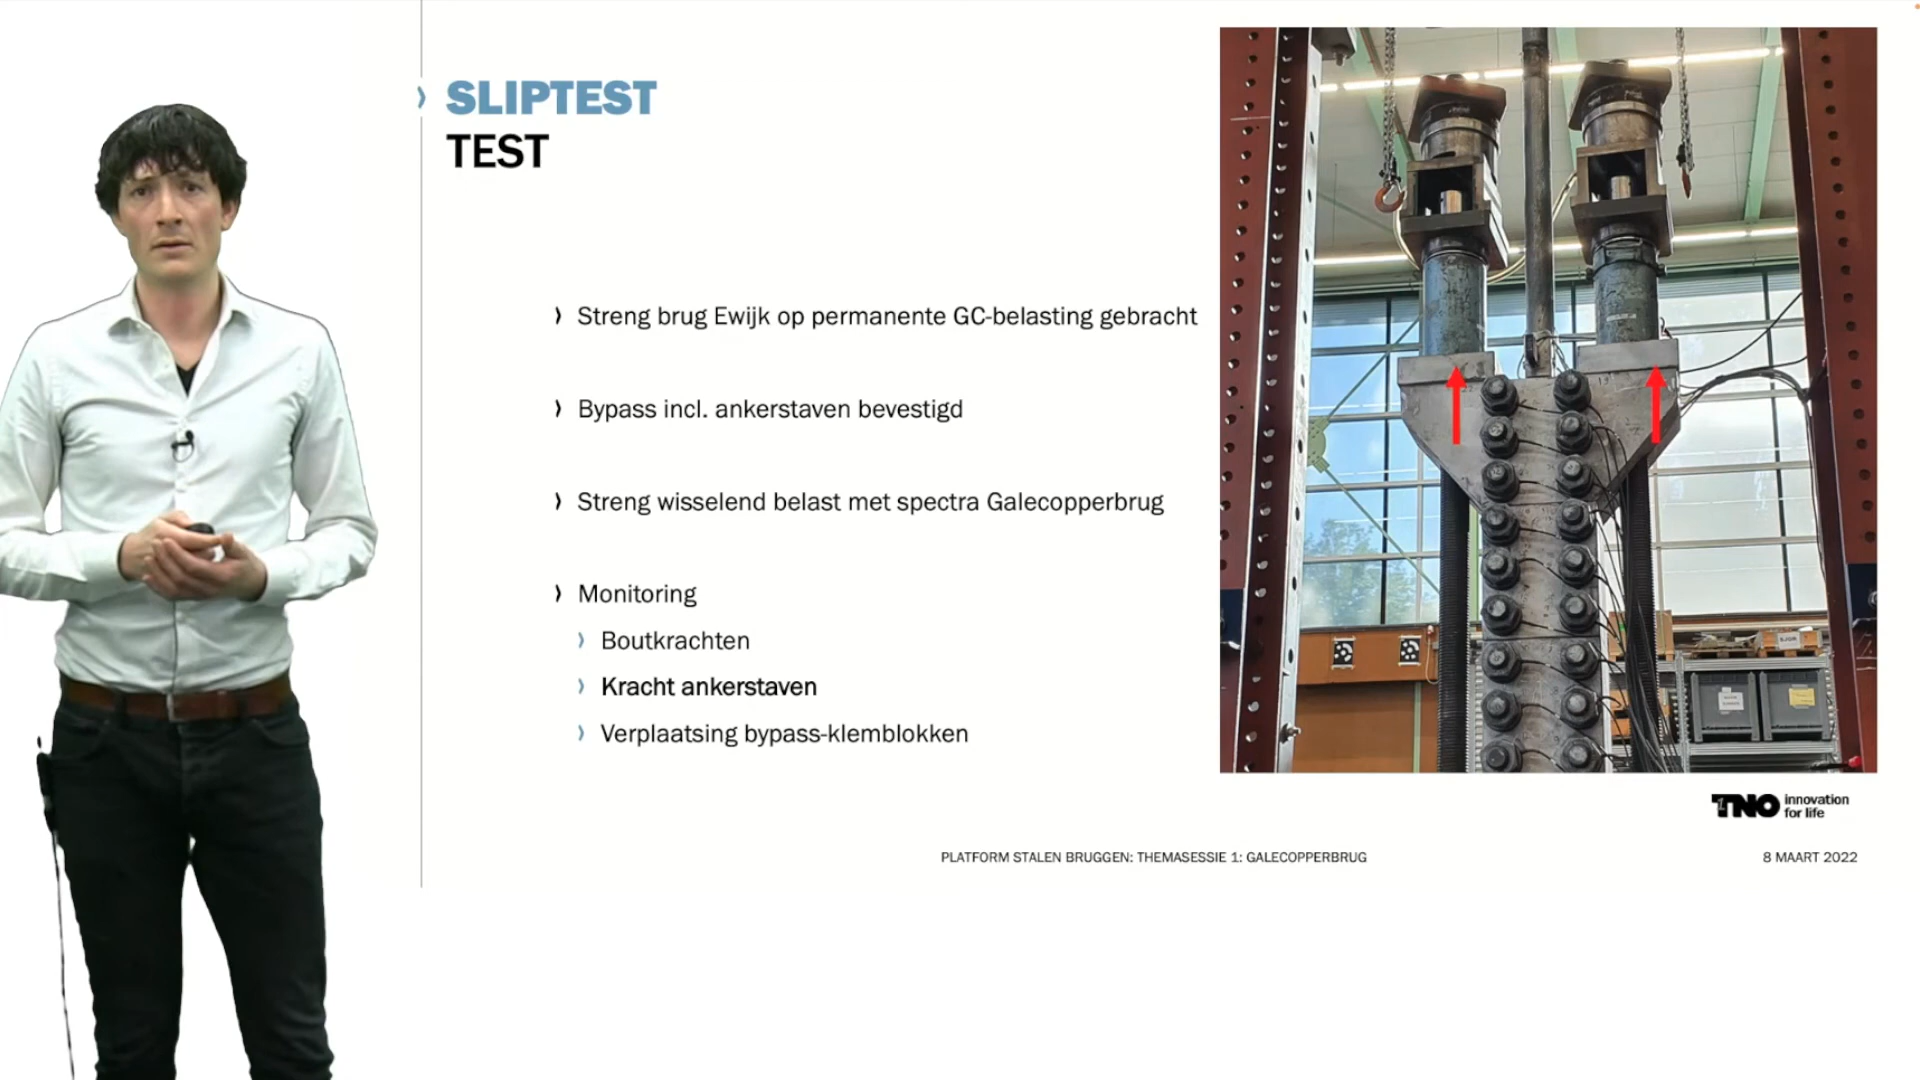 SLIPTEST
TEST
Streng brug Ewijk op permanente GC-belasting gebracht
Bypass incl. ankerstaven bevestigd
Streng wisselend belast met spectra Galecopperbrug
Monitoring
Boutkrachten
Kracht ankerstaven
Verplaatsing bypass-klemblokken
TNO innovation
for life
PLATFORM STALEN BRUGGEN: THEMASESSIE 1: GALECOPPERBRUG
8 MAART 2022